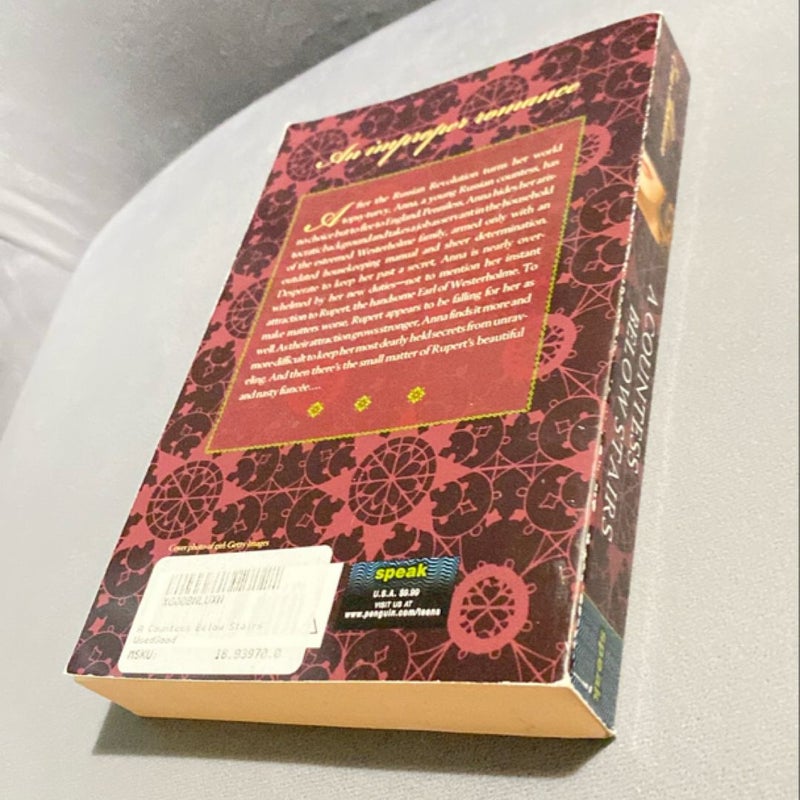 An improper romance
After the Russian Revolution turns her world
topsy-turvy, Anna, a young Russian countess, has
no choice but to flee to England. Penniless, Anna hides her aris-
tocratic background and takes a job as servant in the household
of the esteemed Westerholme family, armed only with an
outdated housekeeping manual and sheer determination.
Desperate to keep her past a secret, Anna is nearly over-
whelmed by her new duties—not to mention her instant
attraction to Rupert, the handsome Earl of Westerholme. To
make matters worse, Rupert appears to be falling for her as
well. As their attraction grows stronger, Anna finds it more and
more difficult to keep her most dearly held secrets from unrav-
eling. And then there's the small matter of Rupert's beautiful
and nasty fiancée....
Cover photo of girl: Getty Images
A Countess Below Stairs
UsedGood
MSKU: 16.93970.0
speak
U.S.A. $9.99
VISIT US AT
www.penguin.com/teens
A COUNTESS
BELOW STAIRS
speak